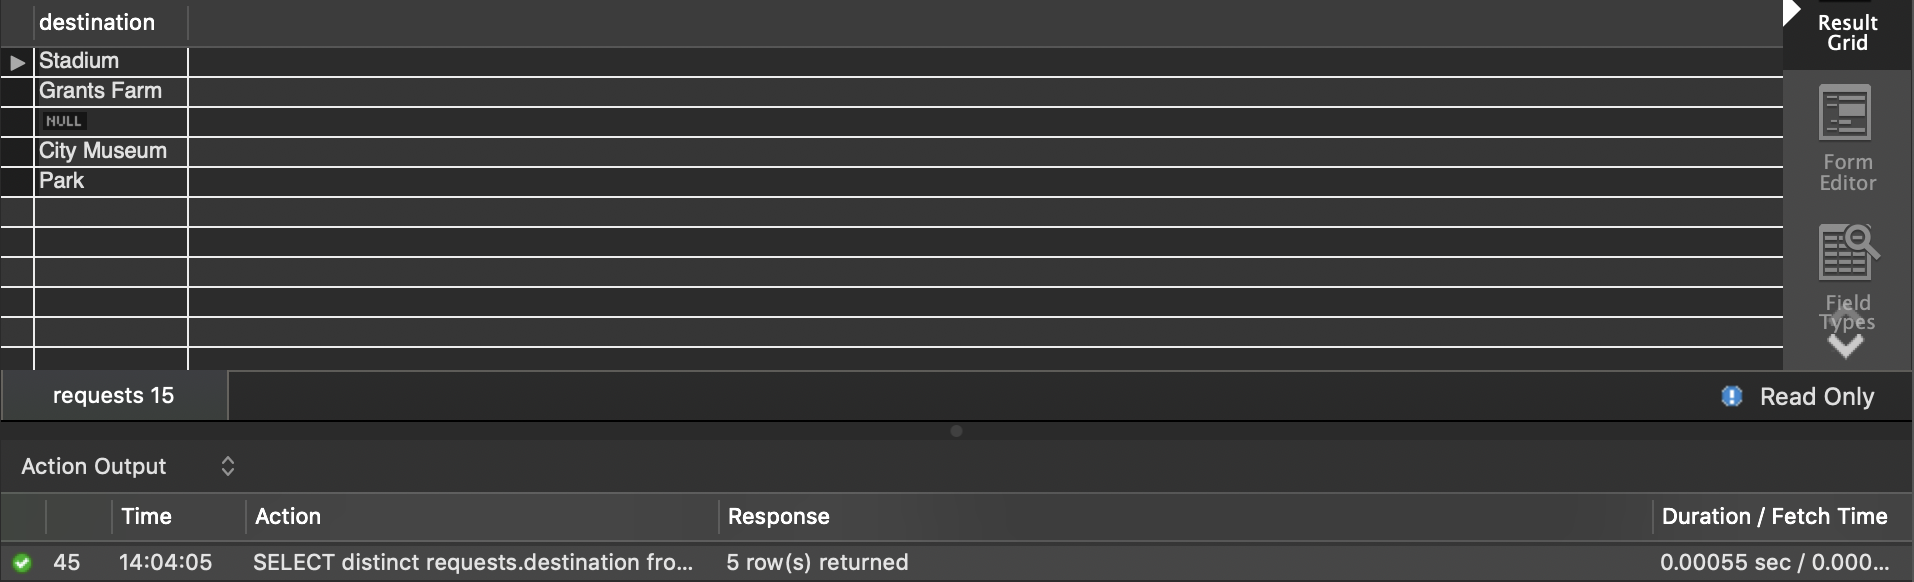 destination
Stadium
Grants Farm
NULL
City Museum
Park
Result
Grid
Form
Editor
Field
Types
requests 15
Read Only
Action Output
Time Action Response Duration / Fetch Time
45 14:04:05 SELECT distinct requests.destination fro... 5 row(s) returned 0.00055 sec / 0.000...